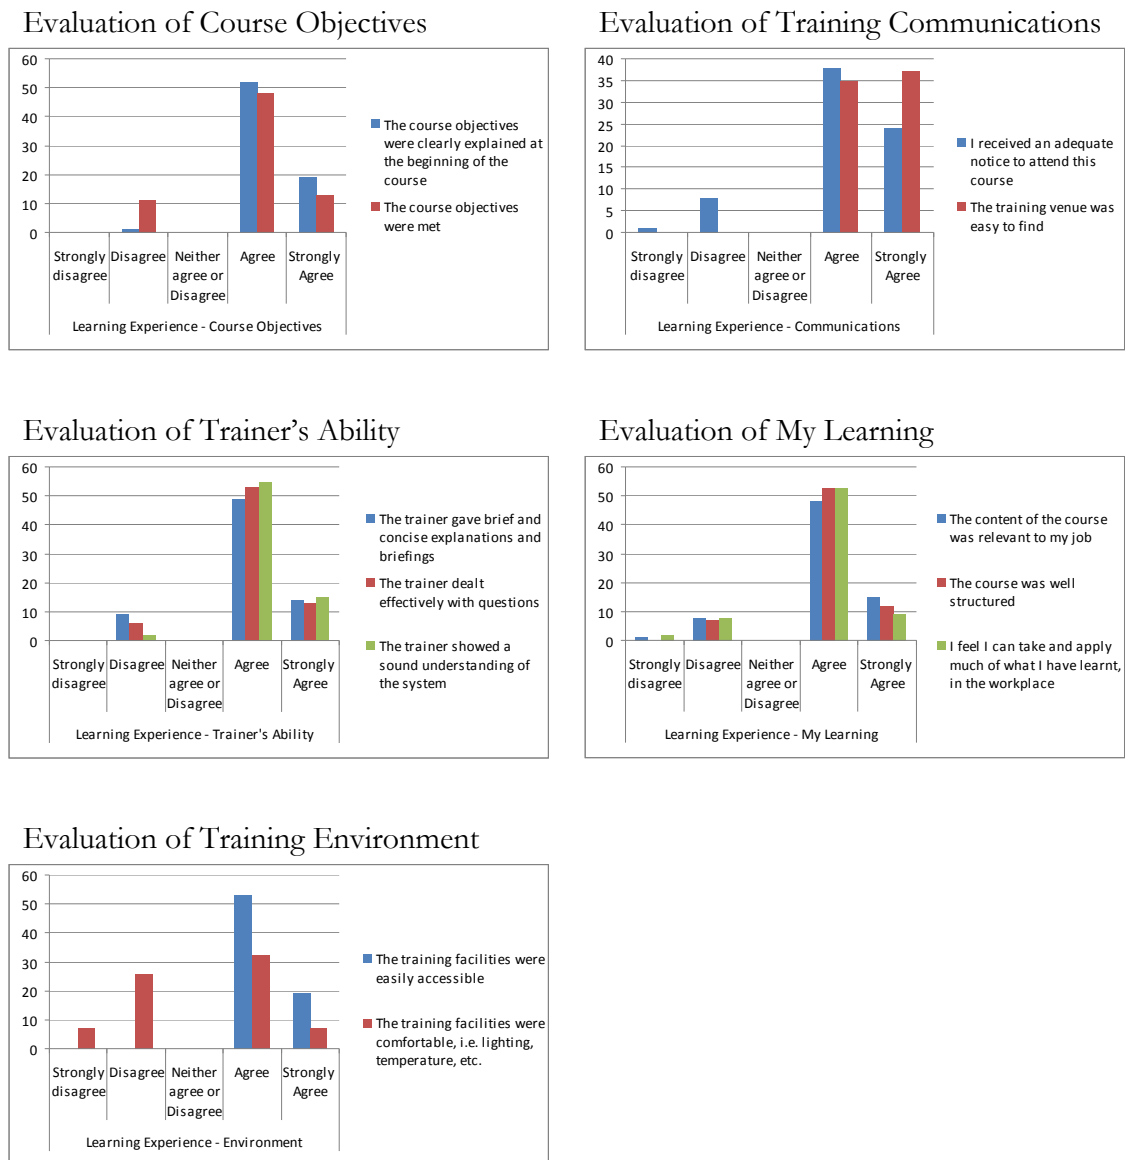 Evaluation of Course Objectives
60
50
40
30
20
10
0
Strongly disagree
Disagree
Neither agree or Disagree
Agree
Strongly Agree
Learning Experience - Course Objectives
The course objectives
were clearly explained at
the beginning of the
course
The course objectives
were met
Evaluation of Training Communications
40
35
30
25
20
15
10
5
0
Strongly disagree
Disagree
Neither agree or Disagree
Agree
Strongly Agree
Learning Experience - Communications
I received an adequate
notice to attend this
course
The training venue was
easy to find
Evaluation of Trainer's Ability
60
50
40
30
20
10
0
Strongly disagree
Disagree
Neither agree or Disagree
Agree
Strongly Agree
Learning Experience - Trainer's Ability
The trainer gave brief and
concise explanations and
briefings
The trainer dealt
effectively with questions
The trainer showed a
sound understanding of
the system
Evaluation of My Learning
60
50
40
30
20
10
0
Strongly disagree
Disagree
Neither agree or Disagree
Agree
Strongly Agree
Learning Experience - My Learning
The content of the course
was relevant to my job
The course was well
structured
I feel I can take and apply
much of what I have learnt,
in the workplace
Evaluation of Training Environment
60
50
40
30
20
10
0
Strongly disagree
Disagree
Neither agree or Disagree
Agree
Strongly Agree
Learning Experience - Environment
The training facilities were
easily accessible
The training facilities were
comfortable, i.e. lighting,
temperature, etc.